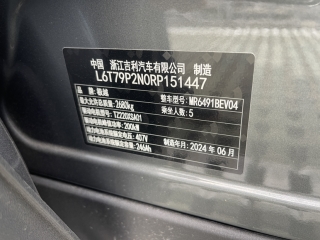 中国 浙江吉利汽车有限公司 制造
L6T79P2N0RP151447
品牌：极越
整车型号：MR6491BEV04
最大允许总质量：2680kg
乘坐人数：5
驱动电机型号：TZ220XSA01
驱动电机峰值功率：200kW
动力电池系统额定电压：407V
动力电池系统额定容量：246Ah
制造年月：2024年06月